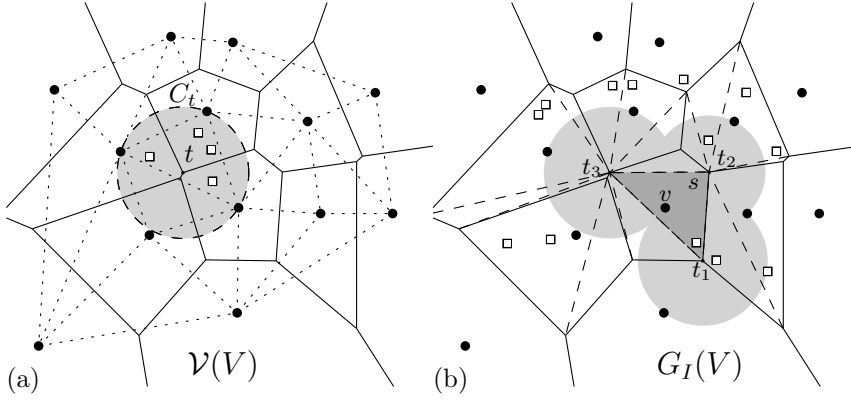 C_t
t
(a)
𝒱(V)
t_3
t_2
s
v
t_1
(b)
G_I(V)